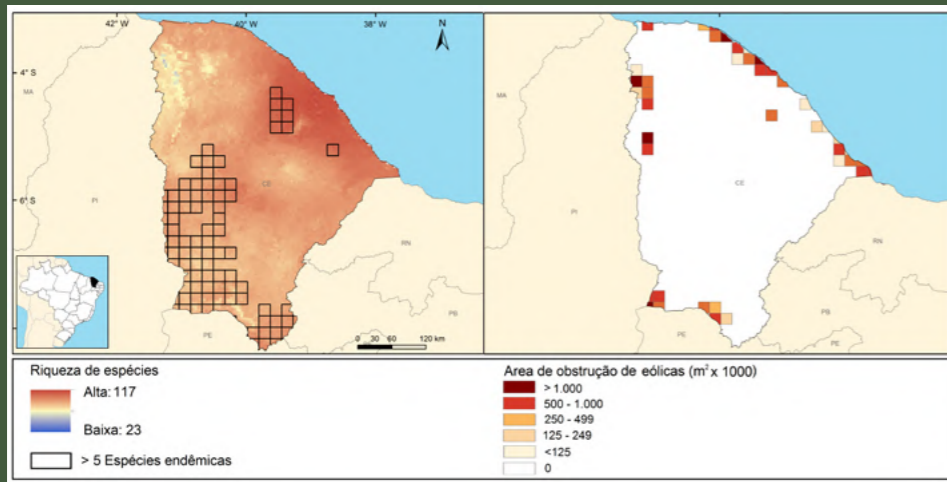 42° W
40° W
38° W
N
4° S
MA
CE
6° S
PI
RN
PB
PE
0 30 60 120 km
CE
PI
RN
PB
PE
PE
Riqueza de espécies
Alta: 117
Baixa: 23
> 5 Espécies endêmicas
Area de obstrução de eólicas (m² x 1000)
> 1.000
500 - 1.000
250 - 499
125 - 249
<125
0